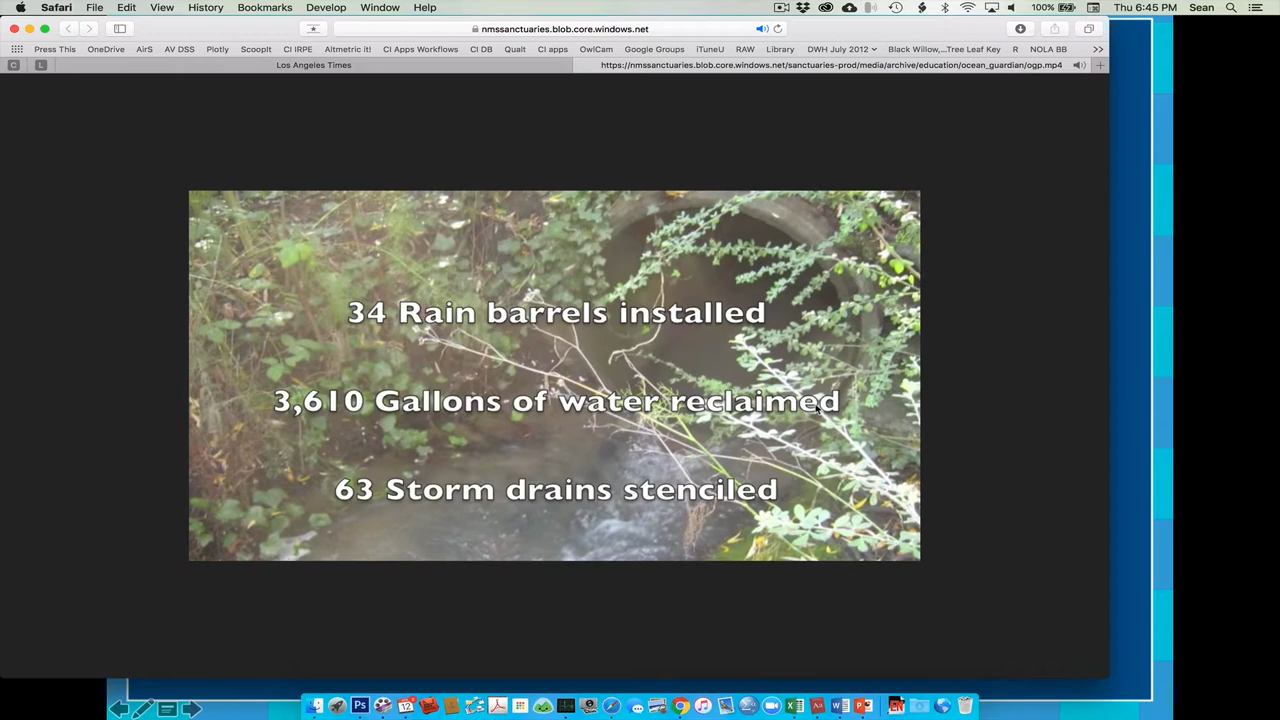 Safari File Edit View History Bookmarks Develop Window Help 100% Thu 6:45 PM Sean
nmssanctuaries.blob.core.windows.net
Press This OneDrive AirS AV DSS Plotly ScoopIt CI IRPE Altmetric it! CI Apps Workflows CI DB Qualt CI apps OwlCam Google Groups iTuneU RAW Library DWH July 2012 Black Willow,...Tree Leaf Key R NOLA BB
C L Los Angeles Times https://nmssanctuaries.blob.core.windows.net/sanctuaries-prod/media/archive/education/ocean_guardian/ogp.mp4
34 Rain barrels installed
3,610 Gallons of water reclaimed
63 Storm drains stenciled